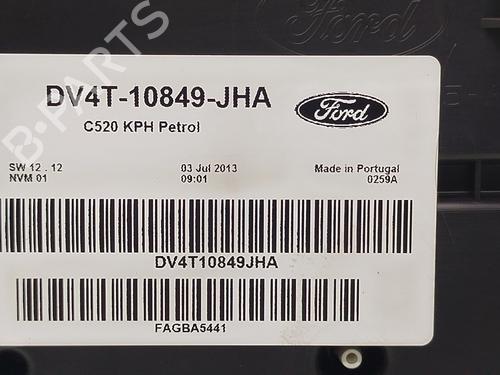 Ford
DV4T-10849-JHA
Ford
C520 KPH Petrol
SW 12 . 12
NVM 01
03 Jul 2013
09:01
Made in Portugal
0259A
DV4T10849JHA
FAGBA5441
B-PARTS